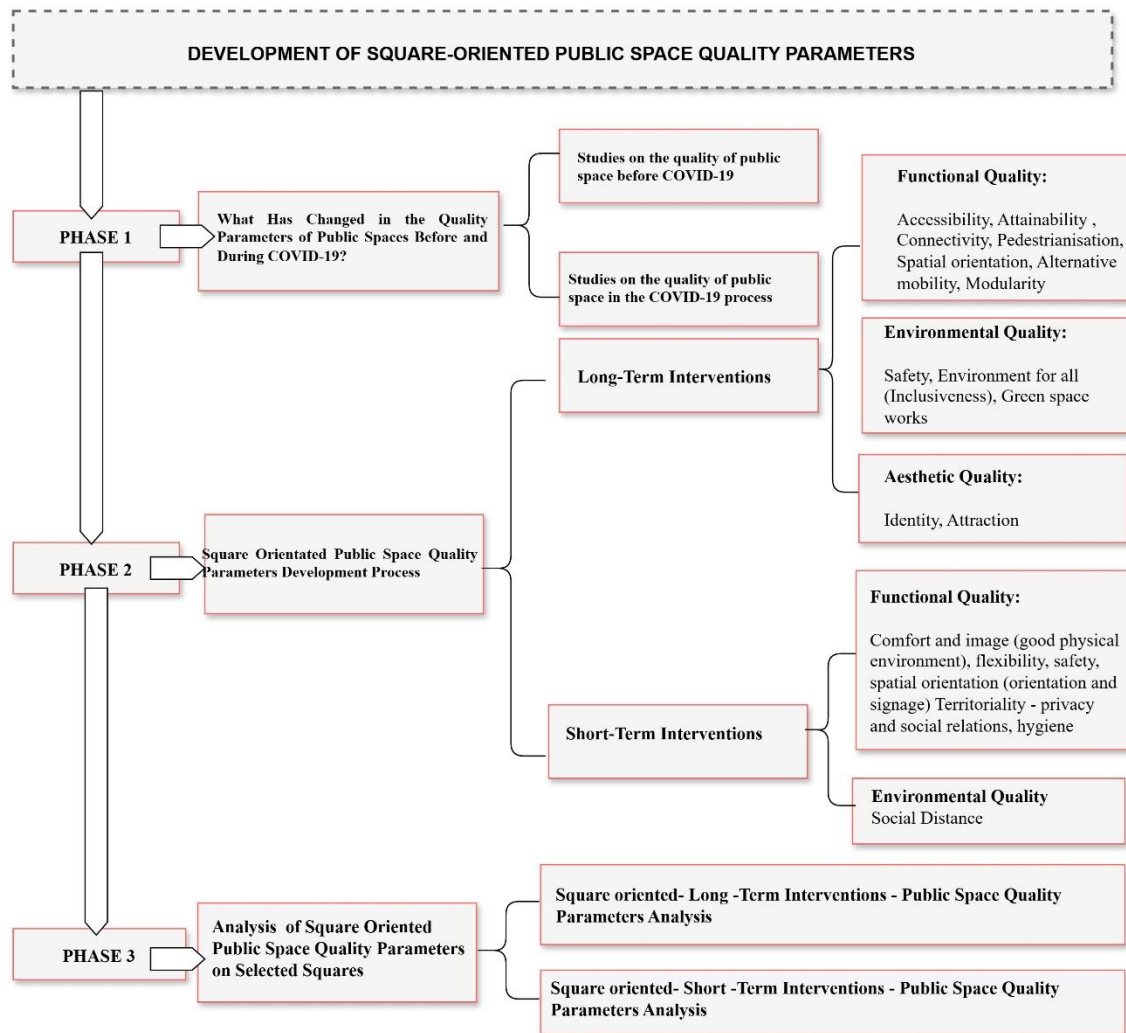 DEVELOPMENT OF SQUARE-ORIENTED PUBLIC SPACE QUALITY PARAMETERS
PHASE 1
What Has Changed in the Quality
Parameters of Public Spaces Before and
During COVID-19?
Studies on the quality of public
space before COVID-19
Studies on the quality of public
space in the COVID-19 process
PHASE 2
Square Orientated Public Space Quality
Parameters Development Process
Long-Term Interventions
Functional Quality:
Accessibility, Attainability ,
Connectivity, Pedestrianisation,
Spatial orientation, Alternative
mobility, Modularity
Environmental Quality:
Safety, Environment for all
(Inclusiveness), Green space
works
Aesthetic Quality:
Identity, Attraction
Short-Term Interventions
Functional Quality:
Comfort and image (good physical
environment), flexibility, safety,
spatial orientation (orientation and
signage) Territoriality - privacy
and social relations, hygiene
Environmental Quality
Social Distance
PHASE 3
Analysis of Square Oriented
Public Space Quality Parameters
on Selected Squares
Square oriented- Long -Term Interventions - Public Space Quality
Parameters Analysis
Square oriented- Short -Term Interventions - Public Space Quality
Parameters Analysis